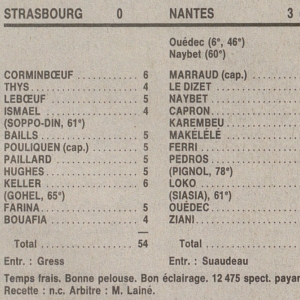 STRASBOURG 0 NANTES 3
Ouédec (6e, 46e)
Naybet (60e)
CORMINBŒUF 6 MARRAUD (cap.)
THYS 4 LE DIZET
LEBŒUF 5 NAYBET
ISMAEL 4 CAPRON
(SOPPO-DIN, 61e) KAREMBEU
BAILLS 5 MAKÉLÉLÉ
POULIQUEN (cap.) 5 FERRI
PAILLARD 5 PEDROS
HUGHES 5 (PIGNOL, 78e)
KELLER 6 LOKO
(GOHEL, 65e) (SIASIA), 61e)
FARINA 5 OUÉDEC
BOUAFIA 4 ZIANI
Total 54 Total
Entr. : Gress Entr. : Suaudeau
Temps frais. Bonne pelouse. Bon éclairage. 12 475 spect. payan
Recette : n.c. Arbitre : M. Lainé.